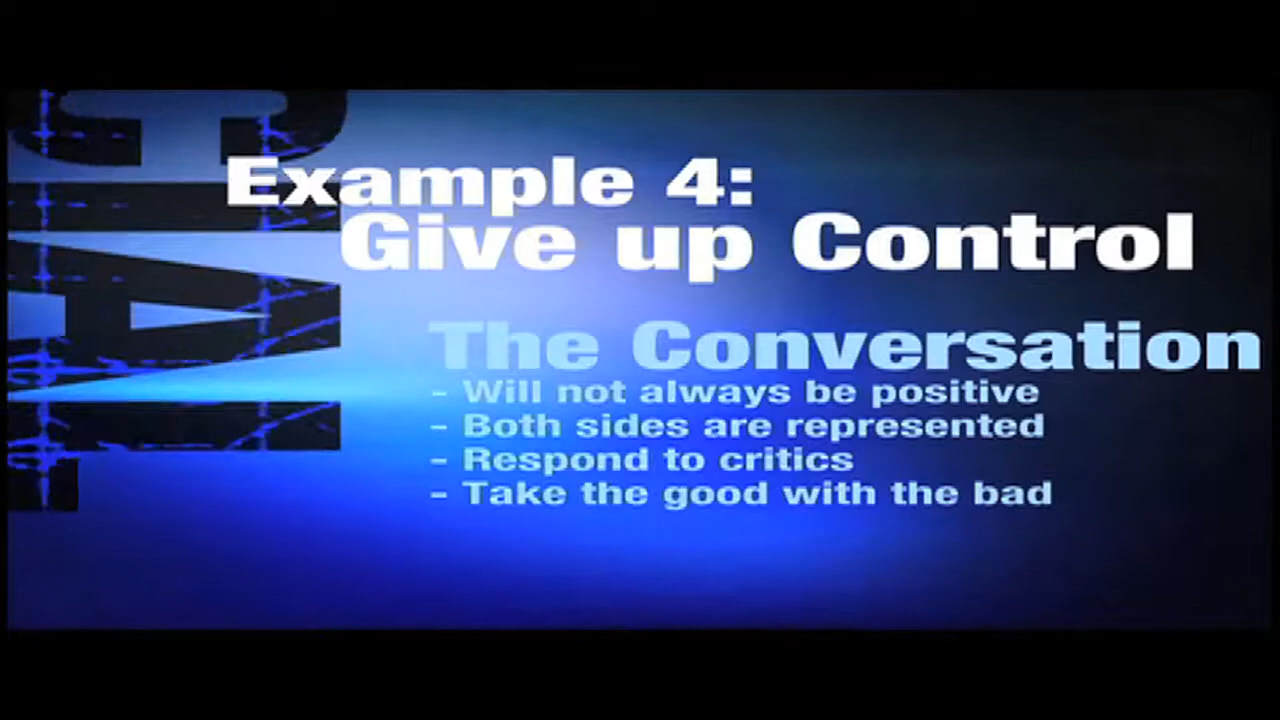 CIAL
Example 4:
Give up Control
The Conversation
- Will not always be positive
- Both sides are represented
- Respond to critics
- Take the good with the bad